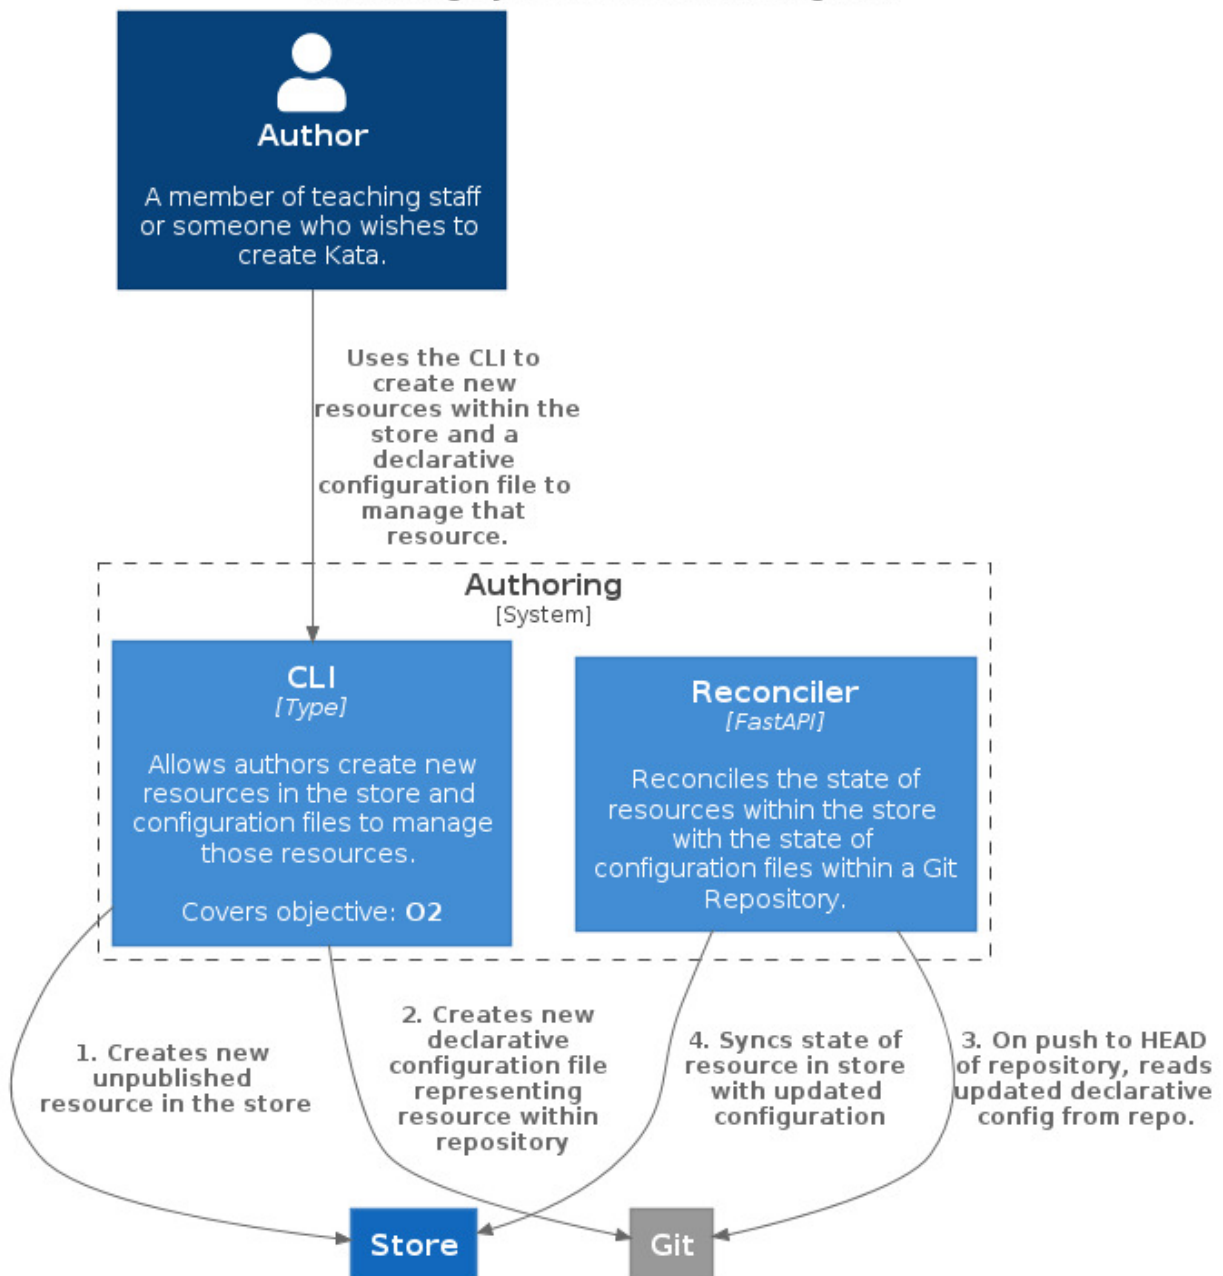 Author
A member of teaching staff
or someone who wishes to
create Kata.
Uses the CLI to
create new
resources within the
store and a
declarative
configuration file to
manage that
resource.
Authoring
[System]
CLI
[Type]
Allows authors create new
resources in the store and
configuration files to manage
those resources.
Covers objective: O2
Reconciler
[FastAPI]
Reconciles the state of
resources within the store
with the state of
configuration files within a Git
Repository.
1. Creates new
unpublished
resource in the store
2. Creates new
declarative
configuration file
representing
resource within
repository
4. Syncs state of
resource in store
with updated
configuration
3. On push to HEAD
of repository, reads
updated declarative
config from repo.
Store
Git